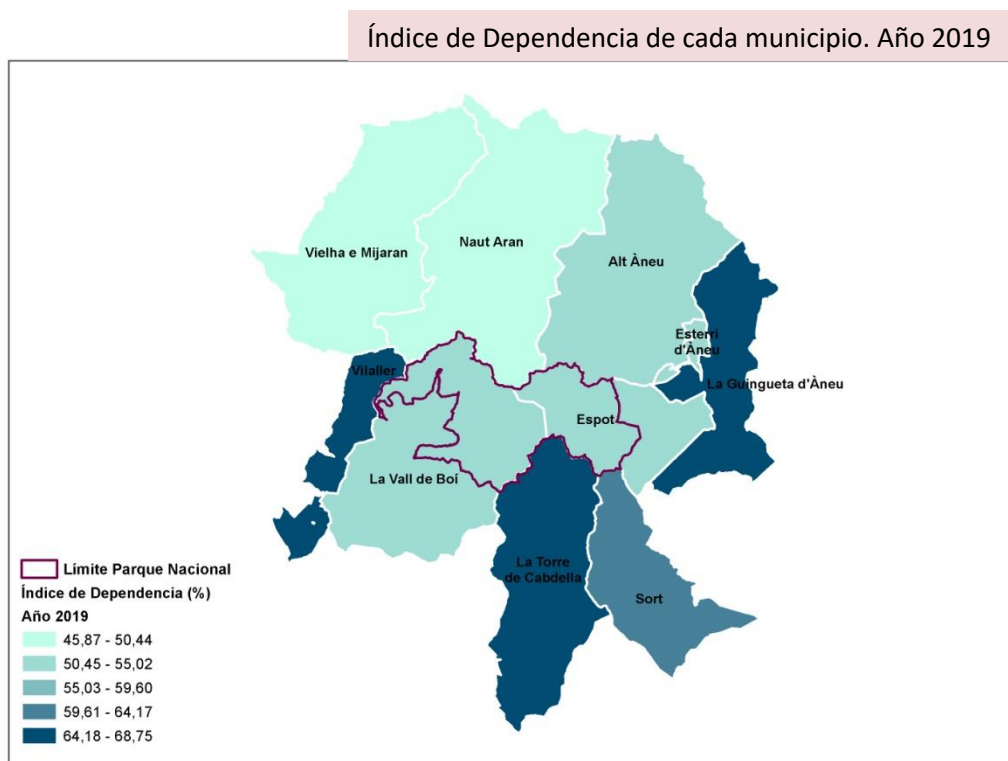 Índice de Dependencia de cada municipio. Año 2019
Vielha e Mijaran
Naut Aran
Alt Àneu
Esterri
d'Àneu
Vilaller
La Guingueta d'Àneu
Espot
La Vall de Boí
La Torre
de Cabdella
Sort
Límite Parque Nacional
Índice de Dependencia (%)
Año 2019
45,87 - 50,44
50,45 - 55,02
55,03 - 59,60
59,61 - 64,17
64,18 - 68,75